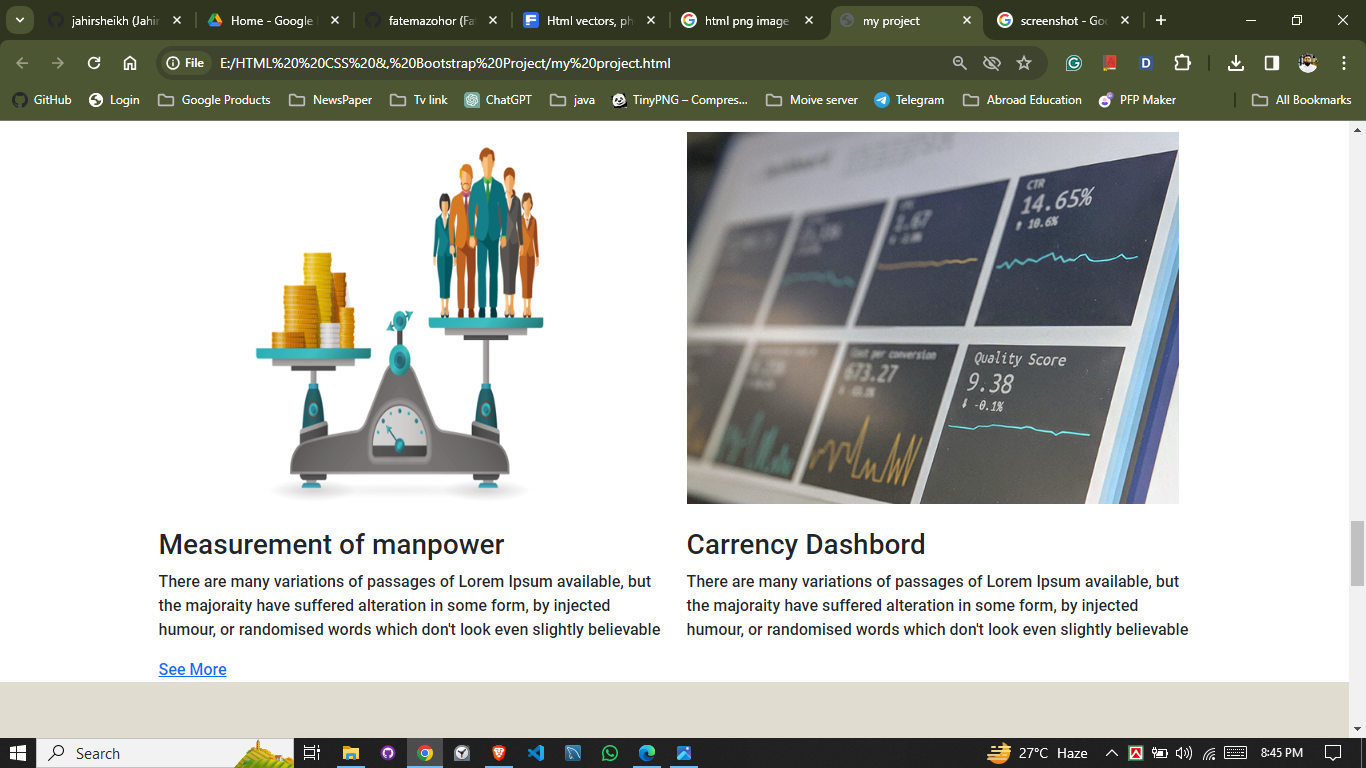 jahirsheikh (Jahir
Home - Google
fatemazohor (Fat
Html vectors, ph
html png image
my project
screenshot - Goo
File
E:/HTML%20%20CSS%20&,%20Bootstrap%20Project/my%20project.html
GitHub
Login
Google Products
NewsPaper
Tv link
ChatGPT
java
TinyPNG – Compres...
Moive server
Telegram
Abroad Education
PFP Maker
All Bookmarks
CTR
14.65%
10.6%
1.67
Cost per conversion
673.27
Quality Score
9.38
-0.1%
Measurement of manpower
There are many variations of passages of Lorem Ipsum available, but
the majoraity have suffered alteration in some form, by injected
humour, or randomised words which don't look even slightly believable
See More
Carrency Dashbord
There are many variations of passages of Lorem Ipsum available, but
the majoraity have suffered alteration in some form, by injected
humour, or randomised words which don't look even slightly believable
Search
27°C Haze
8:45 PM